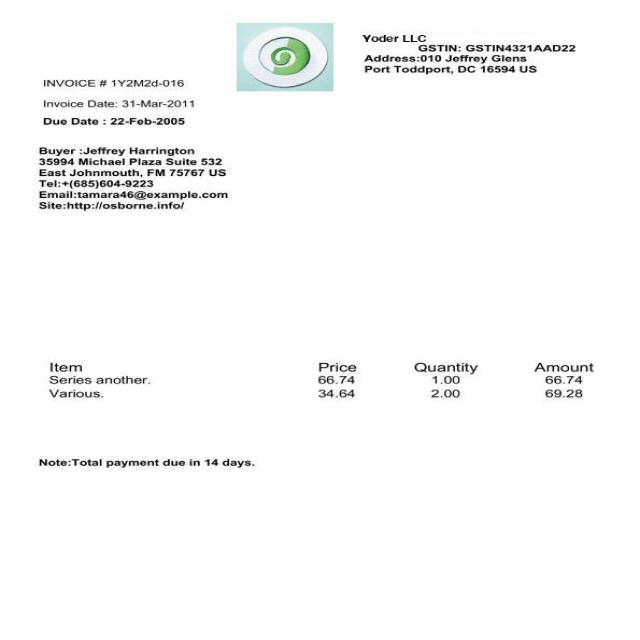 Yoder LLC
GSTIN: GSTIN4321AAD22
Address:010 Jeffrey Glens
Port Toddport, DC 16594 US
INVOICE # 1Y2M2d-016
Invoice Date: 31-Mar-2011
Due Date : 22-Feb-2005
Buyer :Jeffrey Harrington
35994 Michael Plaza Suite 532
East Johnmouth, FM 75767 US
Tel:+(685)604-9223
Email:tamara46@example.com
Site:http://osborne.info/
Item Price Quantity Amount
Series another. 66.74 1.00 66.74
Various. 34.64 2.00 69.28
Note:Total payment due in 14 days.